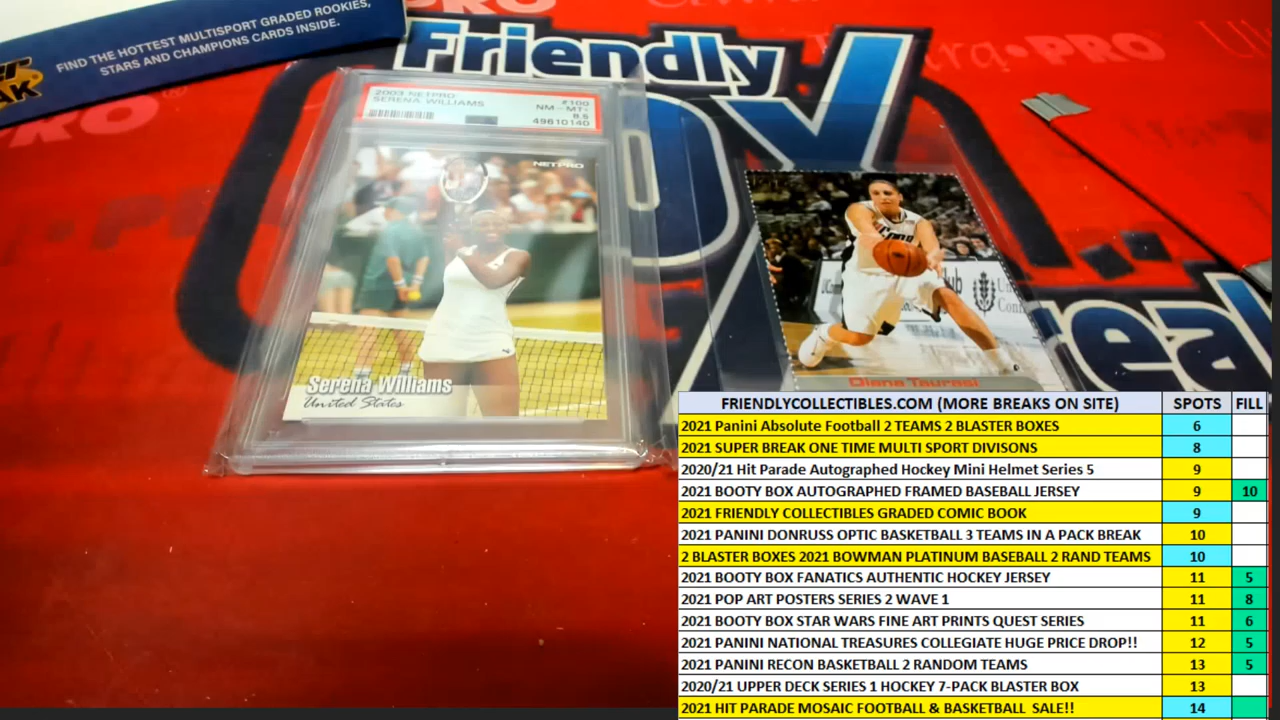 FIND THE HOTTEST MULTISPORT GRADED ROOKIES,
STARS AND CHAMPIONS CARDS INSIDE.
Friendly
PRO
2003 NETPRO #100
SERENA WILLIAMS NM - MT+
8.5
49610140
NETPRO
Serena Williams
United States
Diana Taurasi
FRIENDLYCOLLECTIBLES.COM (MORE BREAKS ON SITE) SPOTS FILL
2021 Panini Absolute Football 2 TEAMS 2 BLASTER BOXES 6
2021 SUPER BREAK ONE TIME MULTI SPORT DIVISONS 8
2020/21 Hit Parade Autographed Hockey Mini Helmet Series 5 9
2021 BOOTY BOX AUTOGRAPHED FRAMED BASEBALL JERSEY 9 10
2021 FRIENDLY COLLECTIBLES GRADED COMIC BOOK 9
2021 PANINI DONRUSS OPTIC BASKETBALL 3 TEAMS IN A PACK BREAK 10
2 BLASTER BOXES 2021 BOWMAN PLATINUM BASEBALL 2 RAND TEAMS 10
2021 BOOTY BOX FANATICS AUTHENTIC HOCKEY JERSEY 11 5
2021 POP ART POSTERS SERIES 2 WAVE 1 11 8
2021 BOOTY BOX STAR WARS FINE ART PRINTS QUEST SERIES 11 6
2021 PANINI NATIONAL TREASURES COLLEGIATE HUGE PRICE DROP!! 12 5
2021 PANINI RECON BASKETBALL 2 RANDOM TEAMS 13 5
2020/21 UPPER DECK SERIES 1 HOCKEY 7-PACK BLASTER BOX 13
2021 HIT PARADE MOSAIC FOOTBALL & BASKETBALL SALE!! 14